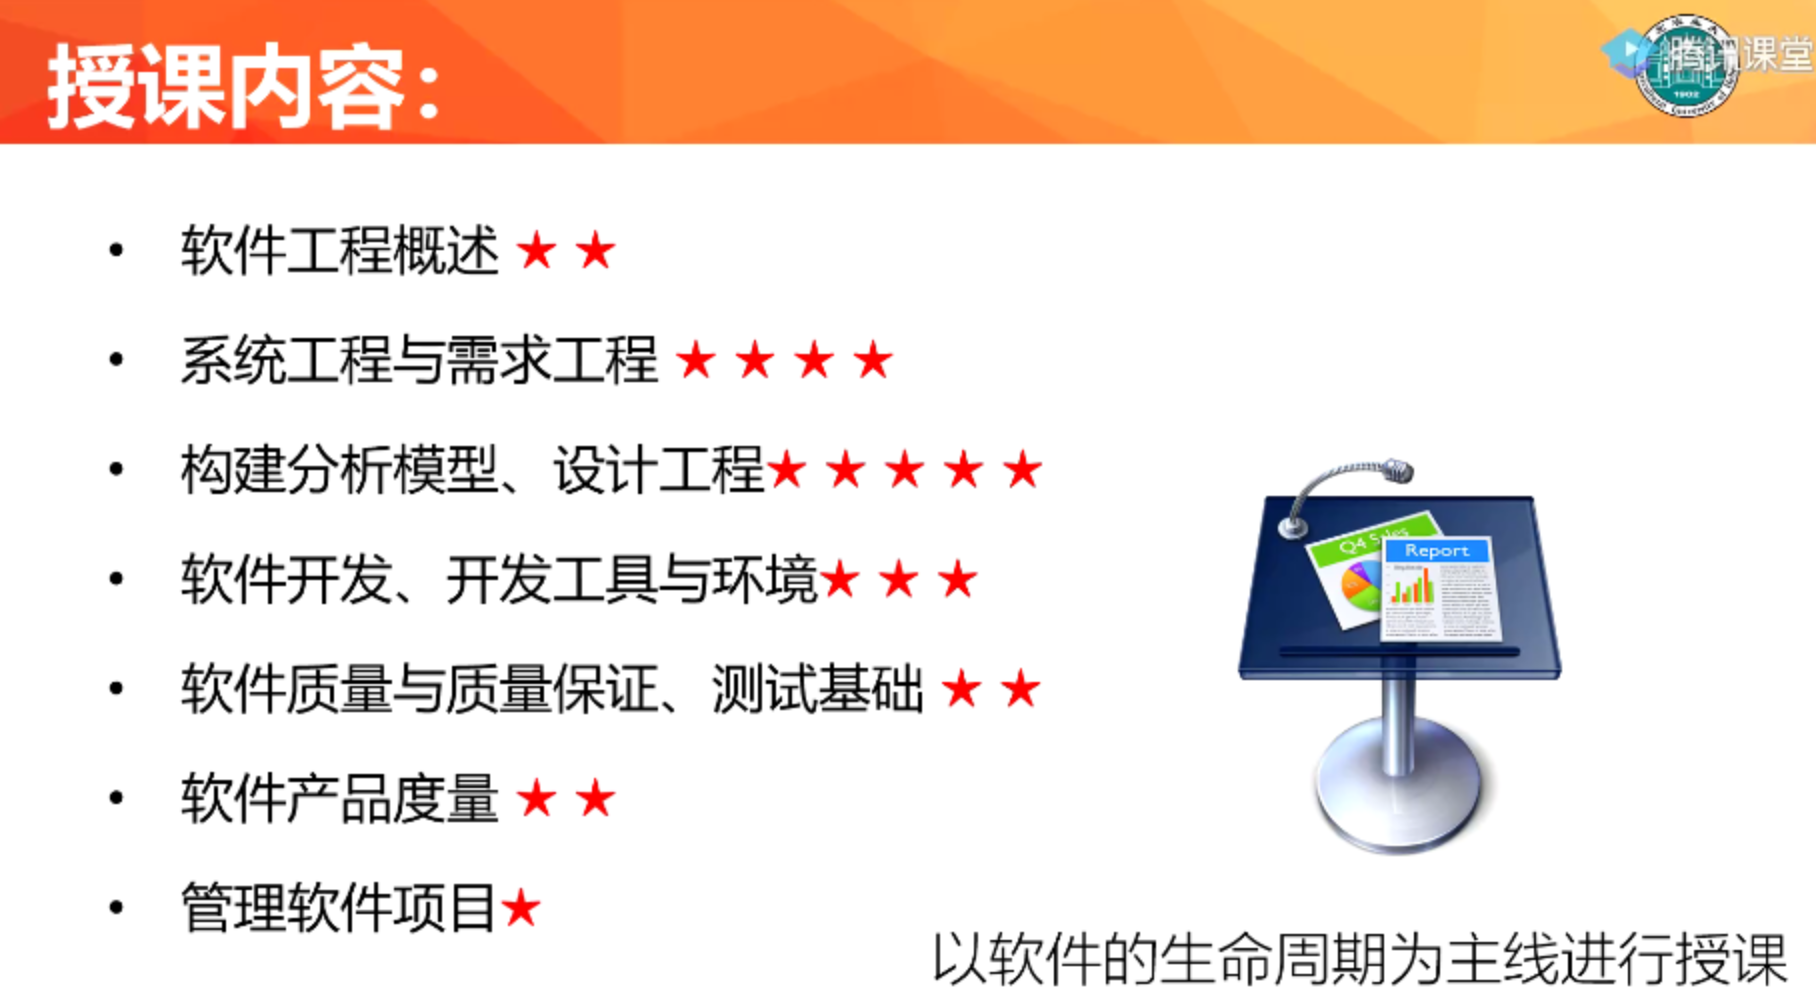 授课内容：
腾讯课堂
1902
• 软件工程概述 ★ ★
• 系统工程与需求工程 ★ ★ ★ ★
• 构建分析模型、设计工程★ ★ ★ ★ ★
• 软件开发、开发工具与环境★ ★ ★
• 软件质量与质量保证、测试基础 ★ ★
• 软件产品度量 ★ ★
• 管理软件项目★
Q4 Sales
Report
以软件的生命周期为主线进行授课